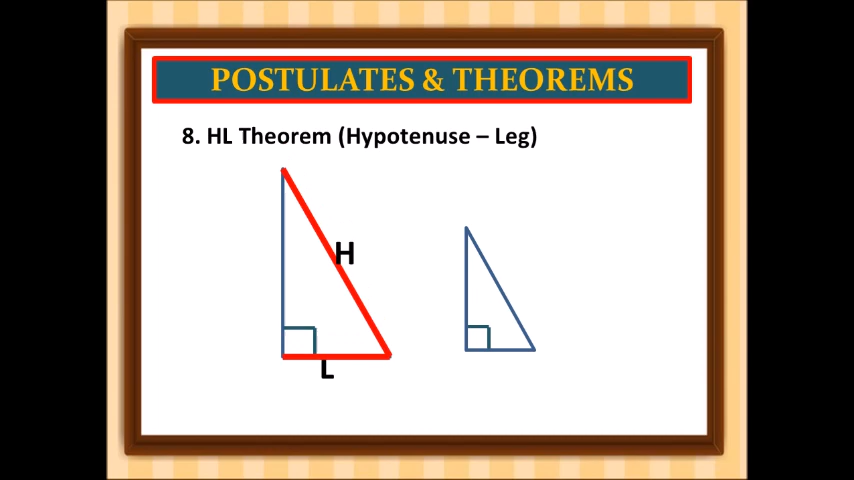 POSTULATES & THEOREMS
8. HL Theorem (Hypotenuse – Leg)
H
L